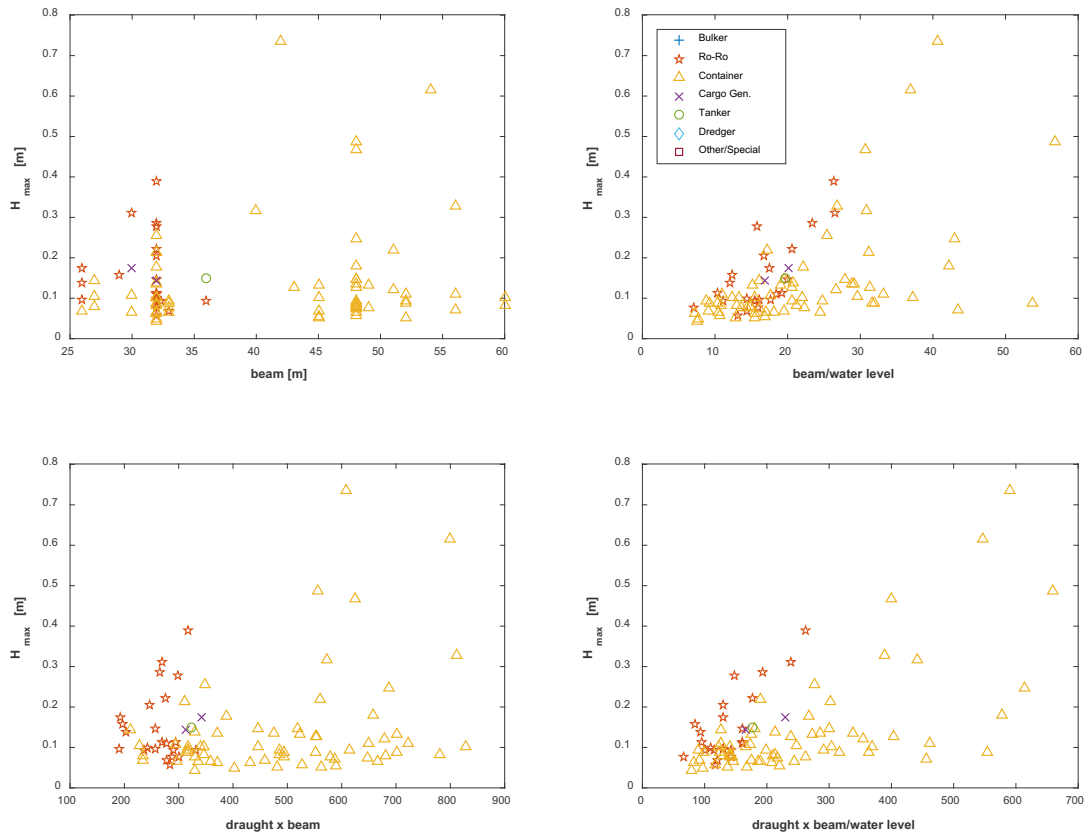 0.8
0.7
0.6
0.5
0.4
0.3
0.2
0.1
0
H max [m]
25 30 35 40 45 50 55 60
beam [m]
0.8
0.7
0.6
0.5
0.4
0.3
0.2
0.1
0
H max [m]
Bulker
Ro-Ro
Container
Cargo Gen.
Tanker
Dredger
Other/Special
0 10 20 30 40 50 60
beam/water level
0.8
0.7
0.6
0.5
0.4
0.3
0.2
0.1
0
H max [m]
100 200 300 400 500 600 700 800 900
draught x beam
0.8
0.7
0.6
0.5
0.4
0.3
0.2
0.1
0
H max [m]
0 100 200 300 400 500 600 700
draught x beam/water level